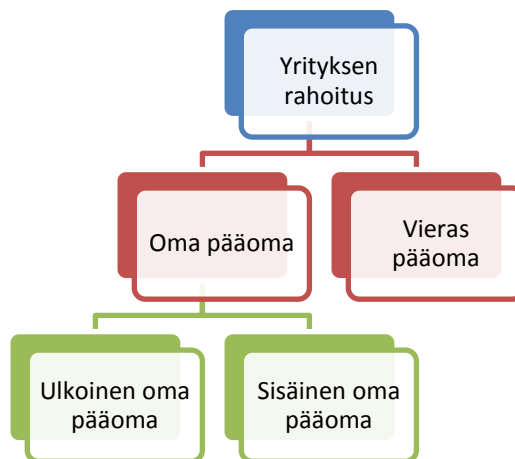 Yrityksen
rahoitus
Oma pääoma
Vieras
pääoma
Ulkoinen oma
pääoma
Sisäinen oma
pääoma